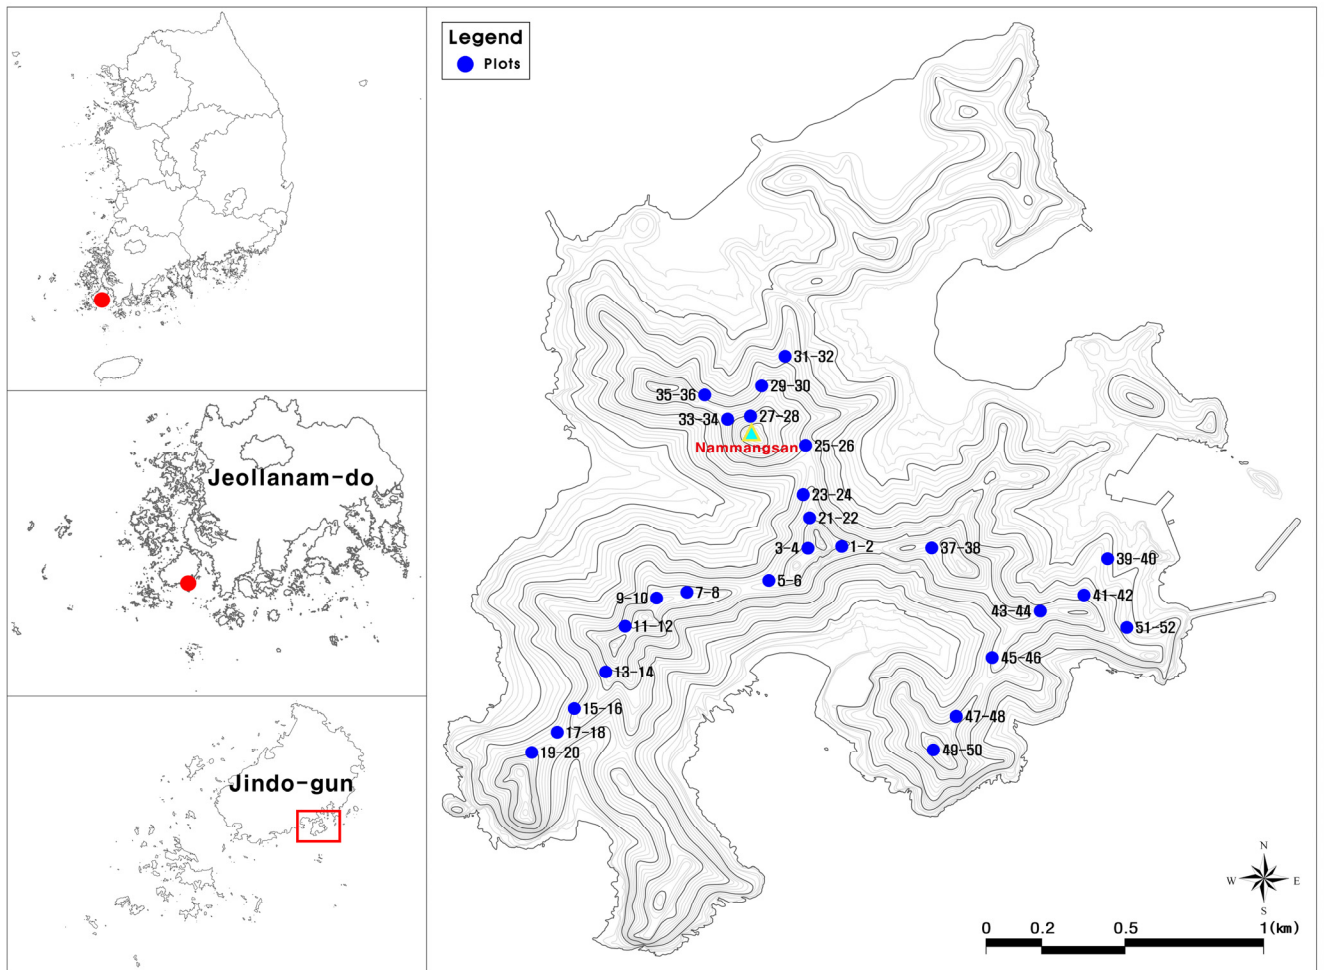 Legend
Plots
Jeollanam-do
Jindo-gun
31-32
29-30
35-36
27-28
33-34
Nammangsan
25-26
23-24
21-22
3-4
1-2
37-38
39-40
5-6
7-8
9-10
41-42
43-44
11-12
51-52
45-46
13-14
15-16
47-48
17-18
49-50
19-20
N
W
E
S
0 0.2 0.5 1(km)